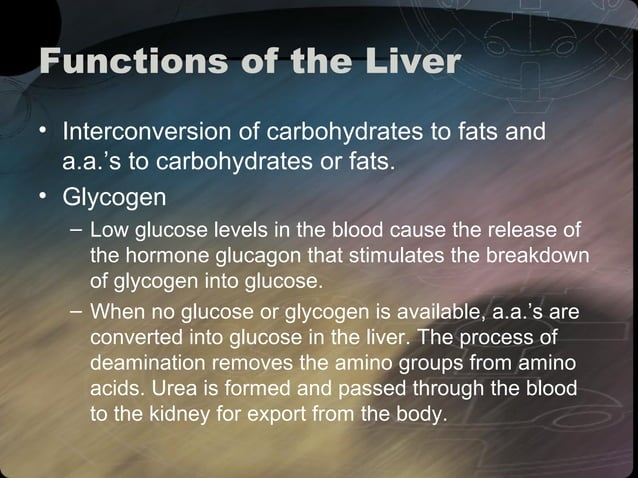 Functions of the Liver
• Interconversion of carbohydrates to fats and
a.a.’s to carbohydrates or fats.
• Glycogen
– Low glucose levels in the blood cause the release of
the hormone glucagon that stimulates the breakdown
of glycogen into glucose.
– When no glucose or glycogen is available, a.a.’s are
converted into glucose in the liver. The process of
deamination removes the amino groups from amino
acids. Urea is formed and passed through the blood
to the kidney for export from the body.